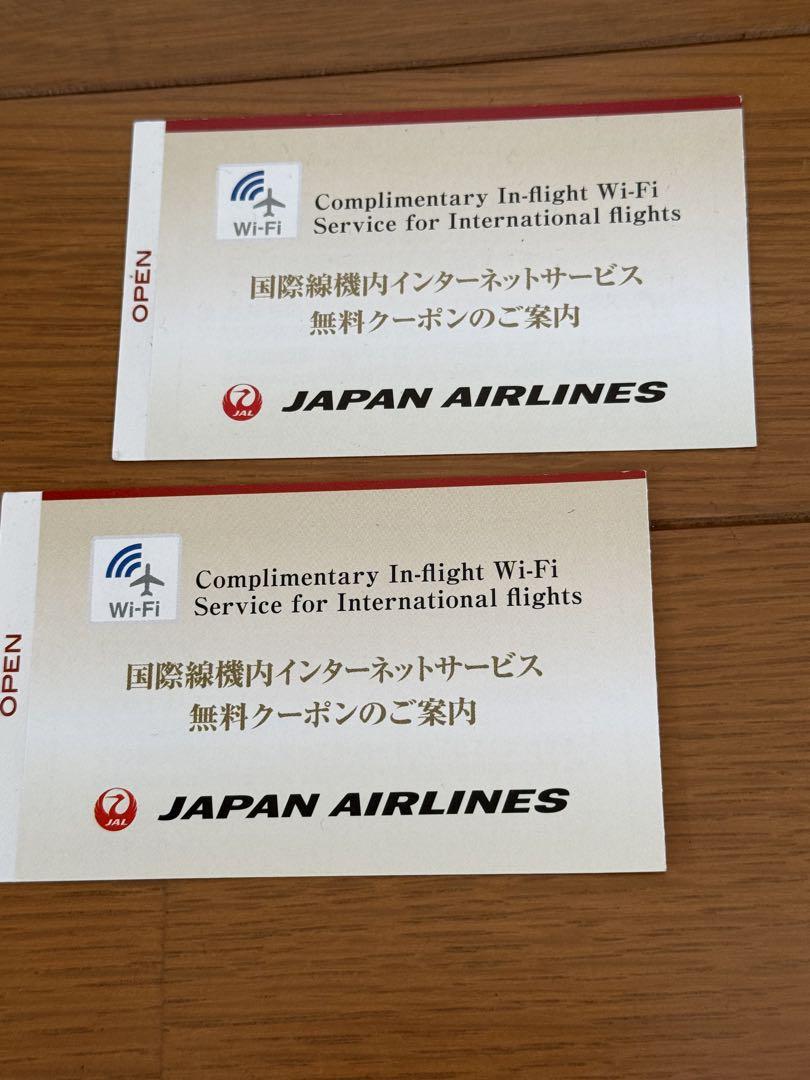 OPEN
Wi-Fi
Complimentary In-flight Wi-Fi
Service for International flights
国際線機内インターネットサービス
無料クーポンのご案内
JAL
JAPAN AIRLINES
OPEN
Wi-Fi
Complimentary In-flight Wi-Fi
Service for International flights
国際線機内インターネットサービス
無料クーポンのご案内
JAL
JAPAN AIRLINES